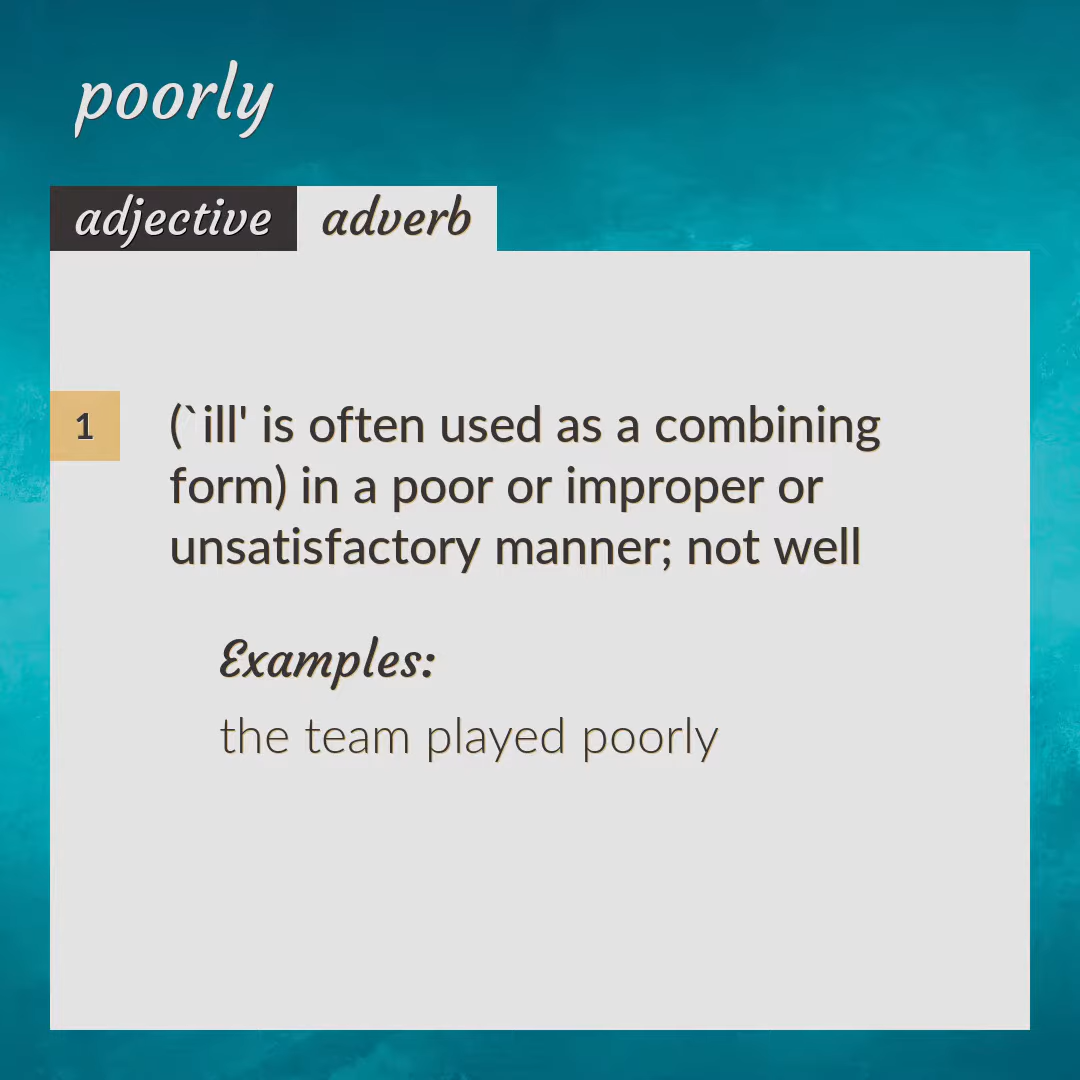 poorly
adjective adverb
1 (`ill' is often used as a combining
form) in a poor or improper or
unsatisfactory manner; not well
Examples:
the team played poorly